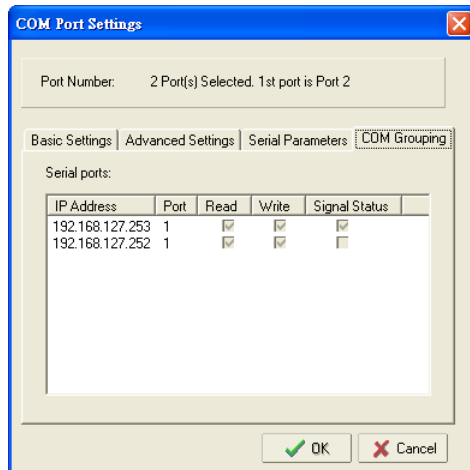 COM Port Settings
Port Number: 2 Port(s) Selected. 1st port is Port 2
Basic Settings Advanced Settings Serial Parameters COM Grouping
Serial ports:
IP Address Port Read Write Signal Status
192.168.127.253 1
192.168.127.252 1
OK Cancel